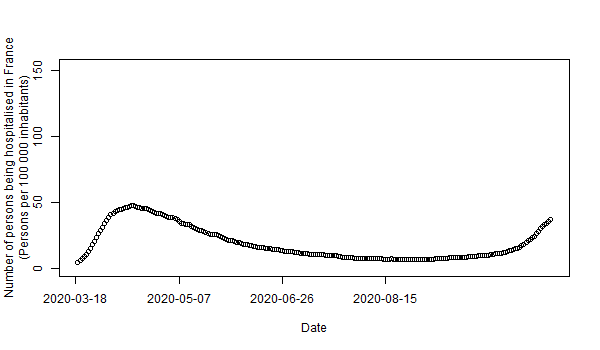 Number of persons being hospitalised in France
(Persons per 100 000 inhabitants)
150
100
50
0
2020-03-18 2020-05-07 2020-06-26 2020-08-15
Date